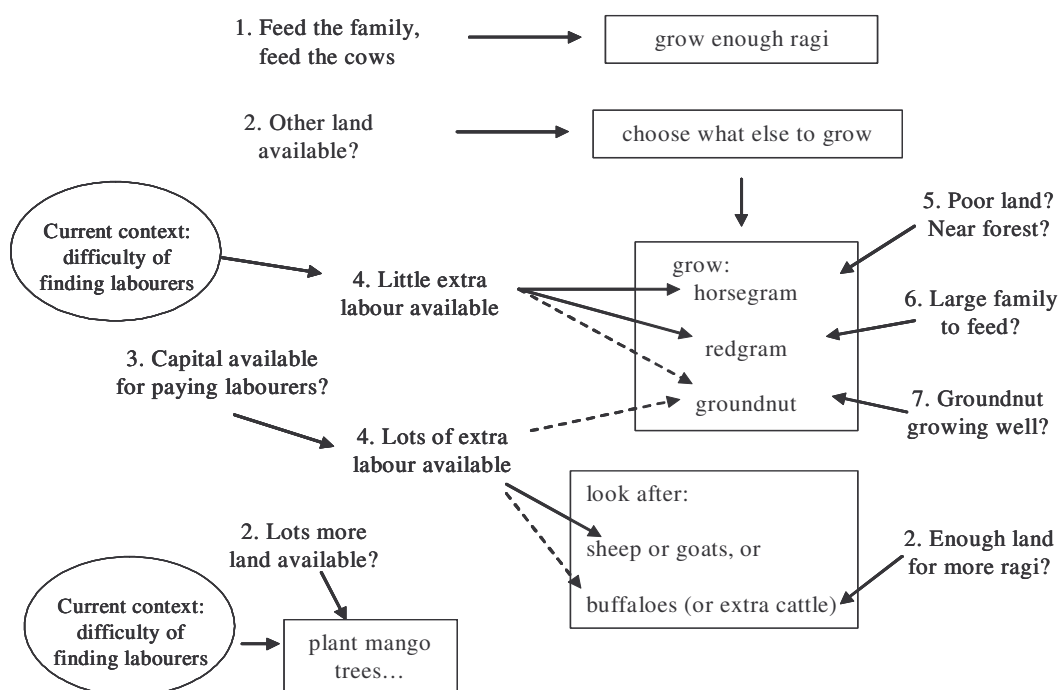 1. Feed the family,
feed the cows
grow enough ragi
2. Other land
available?
choose what else to grow
Current context:
difficulty of
finding labourers
4. Little extra
labour available
grow:
horsegram
redgram
groundnut
5. Poor land?
Near forest?
6. Large family
to feed?
7. Groundnut
growing well?
3. Capital available
for paying labourers?
4. Lots of extra
labour available
look after:
sheep or goats, or
buffaloes (or extra cattle)
2. Enough land
for more ragi?
2. Lots more
land available?
Current context:
difficulty of
finding labourers
plant mango
trees…